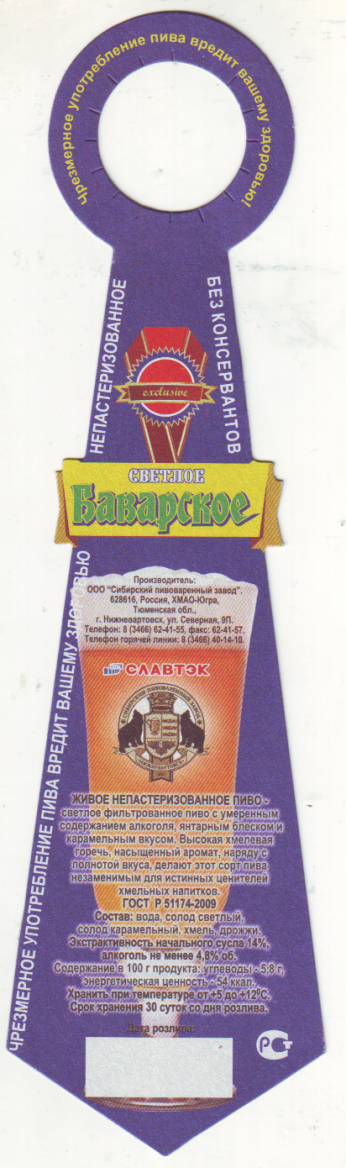 Чрезмерное употребление пива вредит вашему здоровью!
НЕПАСТЕРИЗОВАННОЕ
БЕЗ КОНСЕРВАНТОВ
exclusive
СВЕТЛОЕ
Баварское
Производитель:
ООО "Сибирский пивоваренный завод".
628616, Россия, ХМАО-Югра,
Тюменская обл.,
г. Нижневартовск, ул. Северная, 9П.
Телефон: 8 (3466) 62-41-55, факс: 62-41-57.
Телефон горячей линии: 8 (3466) 40-14-10.
СЛАВТЭК
СИБИРСКИЙ ПИВОВАРЕННЫЙ ЗАВОД
ЧРЕЗМЕРНОЕ УПОТРЕБЛЕНИЕ ПИВА ВРЕДИТ ВАШЕМУ ЗДОРОВЬЮ
ЖИВОЕ НЕПАСТЕРИЗОВАННОЕ ПИВО -
светлое фильтрованное пиво с умеренным
содержанием алкоголя, янтарным блеском и
карамельным вкусом. Высокая хмелевая
горечь, насыщенный аромат, наряду с
полнотой вкуса, делают этот сорт пива
незаменимым для истинных ценителей
хмельных напитков.
ГОСТ Р 51174-2009
Состав: вода, солод светлый,
солод карамельный, хмель, дрожжи.
Экстрактивность начального сусла 14%,
алкоголь не менее 4,8% об.
Содержание в 100 г продукта: углеводы - 5,8 г,
энергетическая ценность - 54 ккал.
Хранить при температуре от +5 до +12°С.
Срок хранения 30 суток со дня розлива.
Дата розлива:
РСТ